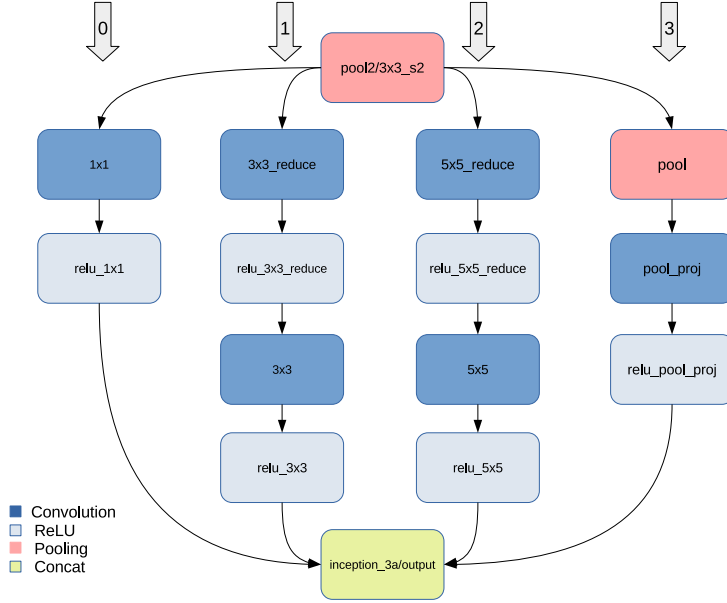 0
1
2
3
pool2/3x3_s2
1x1
3x3_reduce
5x5_reduce
pool
relu_1x1
relu_3x3_reduce
relu_5x5_reduce
pool_proj
3x3
5x5
relu_pool_proj
relu_3x3
relu_5x5
Convolution
ReLU
Pooling
Concat
inception_3a/output